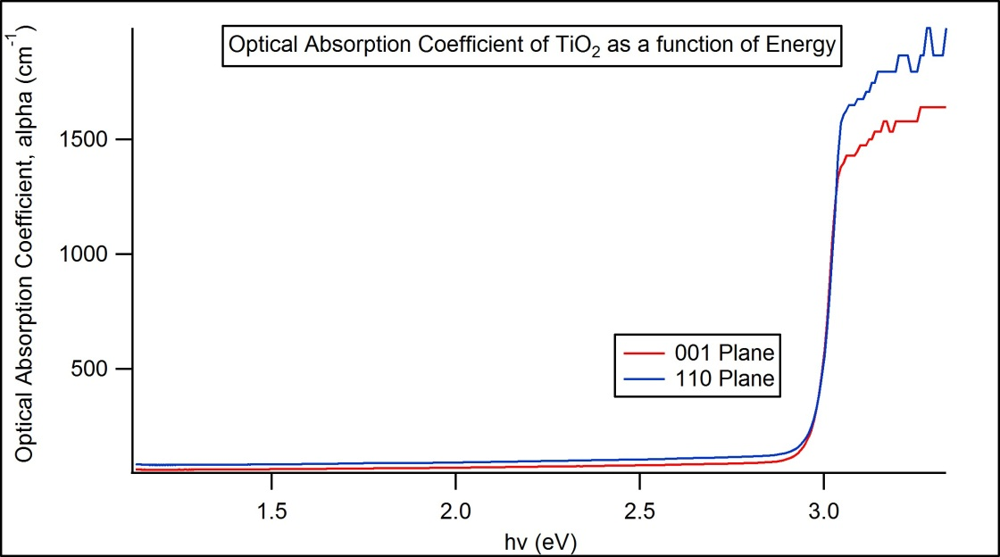 Optical Absorption Coefficient of TiO₂ as a function of Energy
Optical Absorption Coefficient, alpha (cm⁻¹)
1500
1000
500
001 Plane
110 Plane
1.5 2.0 2.5 3.0
hv (eV)